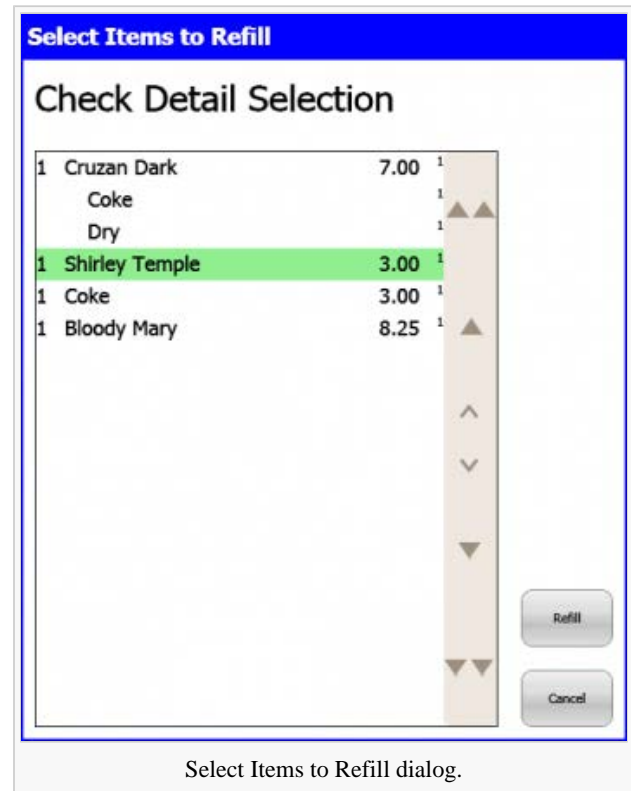 Select Items to Refill
Check Detail Selection
1 Cruzan Dark 7.00 1
Coke 1
Dry 1
1 Shirley Temple 3.00 1
1 Coke 3.00 1
1 Bloody Mary 8.25 1
Refill
Cancel
Select Items to Refill dialog.